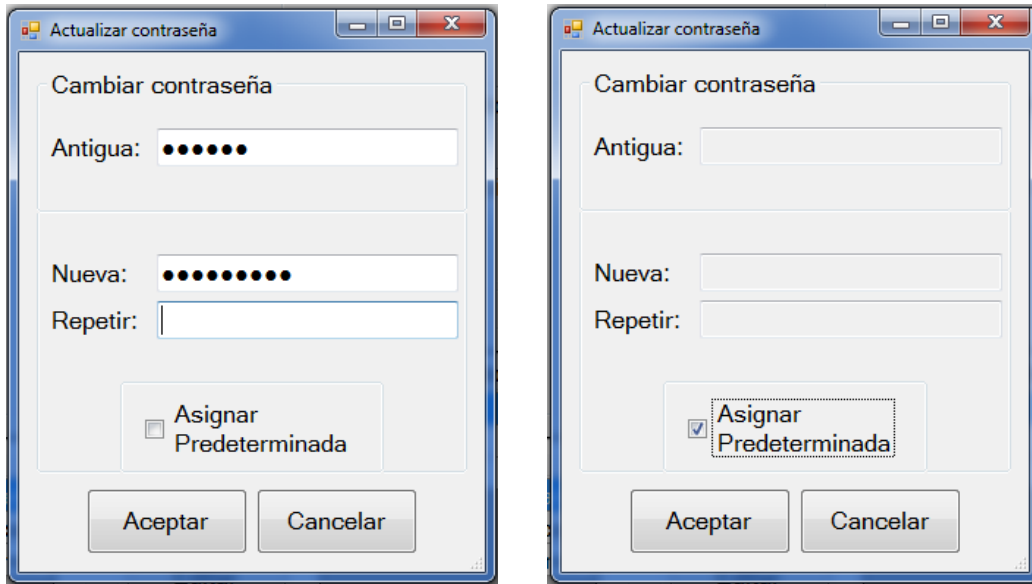 Actualizar contraseña
Cambiar contraseña
Antigua: ●●●●●●
Nueva: ●●●●●●●●●
Repetir:
Asignar
Predeterminada
Aceptar Cancelar
Actualizar contraseña
Cambiar contraseña
Antigua:
Nueva:
Repetir:
Asignar
Predeterminada
Aceptar Cancelar